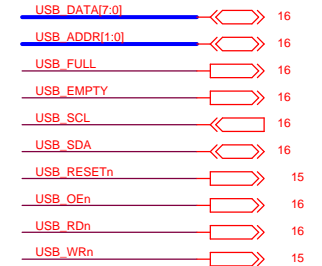 USB_DATA[7:0] 16
USB_ADDR[1:0] 16
USB_FULL 16
USB_EMPTY 16
USB_SCL 16
USB_SDA 16
USB_RESETn 15
USB_OEn 16
USB_RDn 16
USB_WRn 15